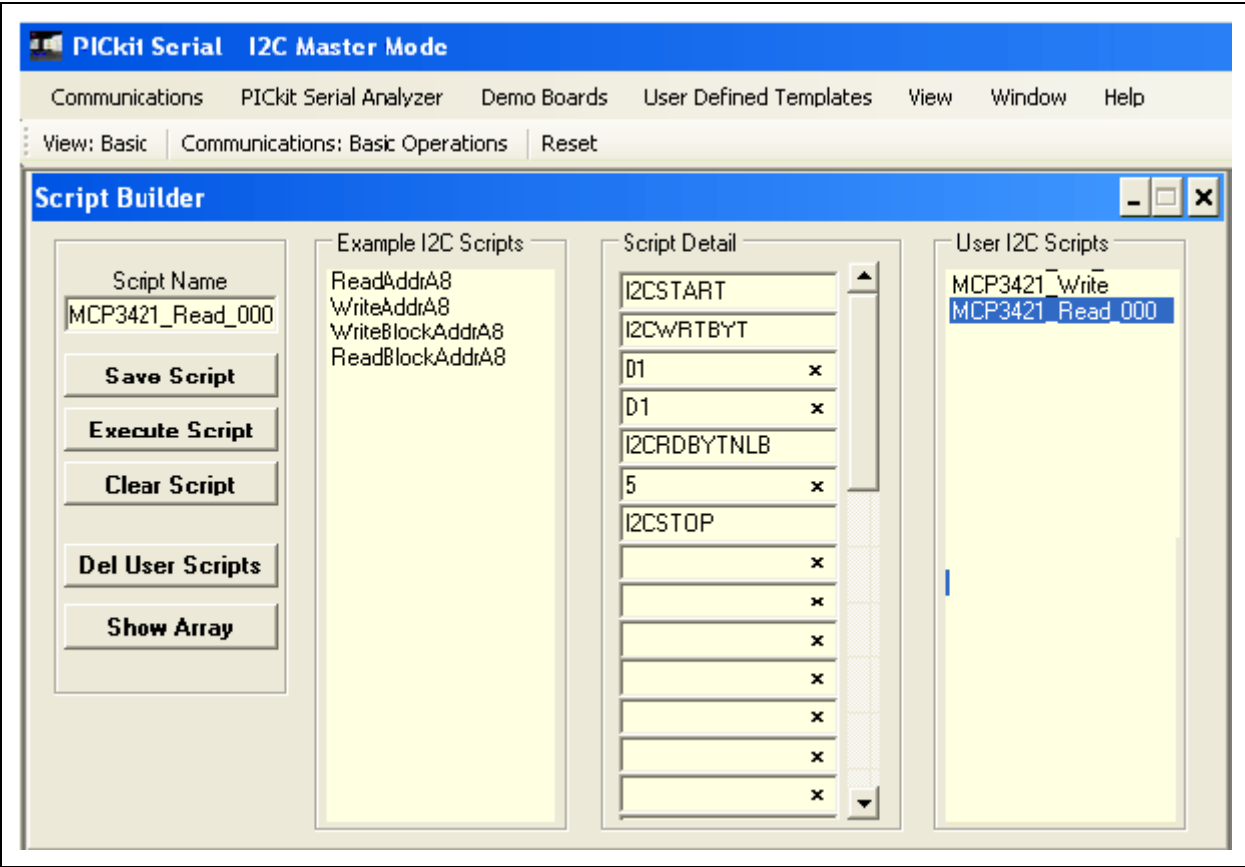 PICkit Serial I2C Master Mode
Communications PICkit Serial Analyzer Demo Boards User Defined Templates View Window Help
View: Basic Communications: Basic Operations Reset
Script Builder
Script Name
MCP3421_Read_000
Save Script
Execute Script
Clear Script
Del User Scripts
Show Array
Example I2C Scripts
ReadAddrA8
WriteAddrA8
WriteBlockAddrA8
ReadBlockAddrA8
Script Detail
I2CSTART
I2CWRTBYT
D1 x
D1 x
I2CRDBYTNLB
5 x
I2CSTOP
x
x
x
x
x
x
x
User I2C Scripts
MCP3421_Write
MCP3421_Read_000